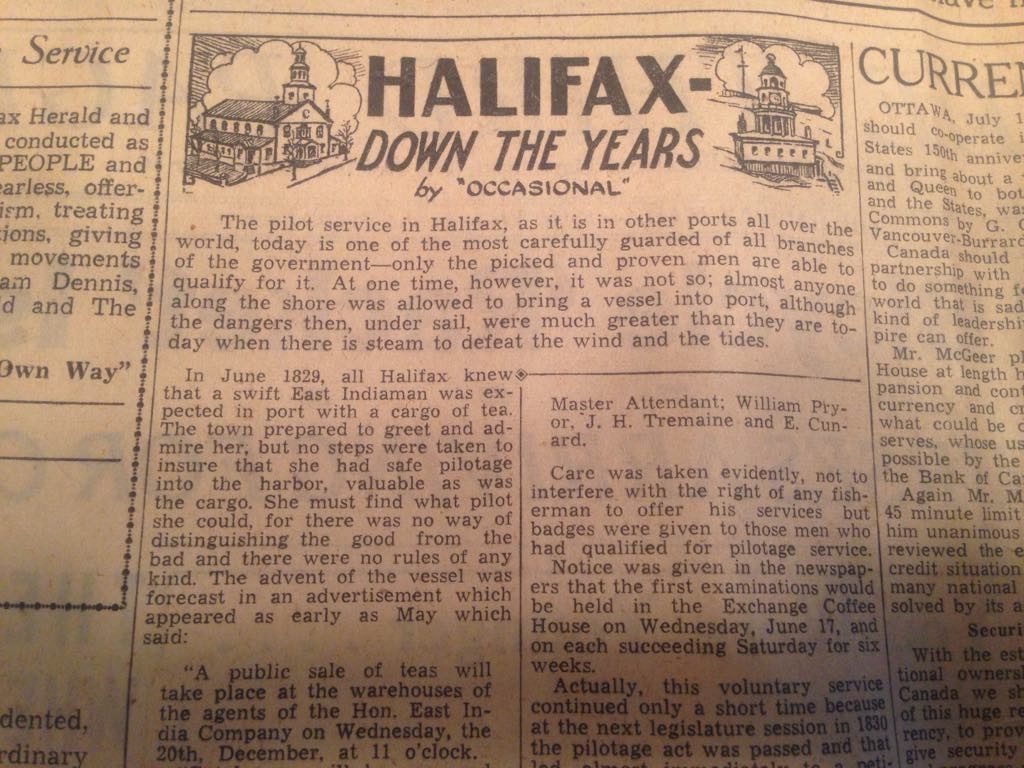 Service
ax Herald and
conducted as
PEOPLE and
earless, offer-
ism, treating
ions, giving
movements
am Dennis,
d and The
Own Way"
dented,
rdinary
HALIFAX-
DOWN THE YEARS
by "OCCASIONAL"
The pilot service in Halifax, as it is in other ports all over the
world, today is one of the most carefully guarded of all branches
of the government—only the picked and proven men are able to
qualify for it. At one time, however, it was not so; almost anyone
along the shore was allowed to bring a vessel into port, although
the dangers then, under sail, were much greater than they are to-
day when there is steam to defeat the wind and the tides.
In June 1829, all Halifax knew
that a swift East Indiaman was ex-
pected in port with a cargo of tea.
The town prepared to greet and ad-
mire her, but no steps were taken to
insure that she had safe pilotage
into the harbor, valuable as was
the cargo. She must find what pilot
she could, for there was no way of
distinguishing the good from the
bad and there were no rules of any
kind. The advent of the vessel was
forecast in an advertisement which
appeared as early as May which
said:
"A public sale of teas will
take place at the warehouses of
the agents of the Hon. East In-
dia Company on Wednesday, the
20th, December, at 11 o'clock.
Master Attendant; William Pry-
or, J. H. Tremaine and E. Cun-
ard.
Care was taken evidently, not to
interfere with the right of any fish-
erman to offer his services but
badges were given to those men who
had qualified for pilotage service.
Notice was given in the newspap-
ers that the first examinations would
be held in the Exchange Coffee
House on Wednesday, June 17, and
on each succeeding Saturday for six
weeks.
Actually, this voluntary service
continued only a short time because
at the next legislature session in 1830
the pilotage act was passed and that
led almost immediately to a peti-
CURREN
OTTAWA, July 1
should co-operate i
States 150th annive
and bring about a
and Queen to bot
and the States, wa
Commons by G. G
Vancouver-Burrard
Canada should
partnership with
to do something f
world that is sad
kind of leadershi
pire can offer.
Mr. McGeer pl
House at length h
pansion and cont
currency and cr
what could be c
serves, whose us
possible by the
the Bank of Ca
Again Mr. M
45 minute limit
him unanimous
reviewed the e
credit situation
many national
solved by its a
Securi
With the est
tional ownersh
Canada we sh
of this huge re
rency, to prov
give security